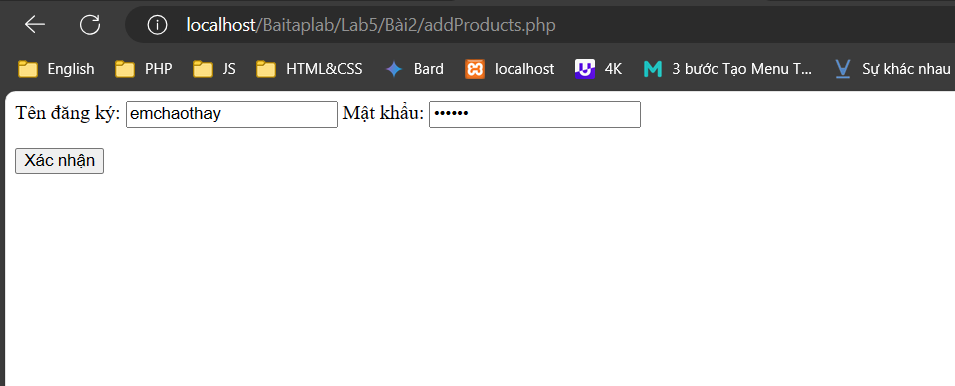 localhost/Baitaplab/Lab5/Bài2/addProducts.php
English PHP JS HTML&CSS Bard localhost 4K 3 bước Tạo Menu T... Sự khác nhau
Tên đăng ký: emchaothay Mật khẩu: ••••••
Xác nhận